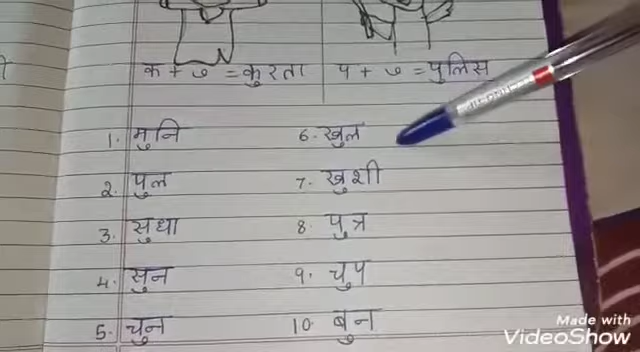 क + ु = कुरता
प + ु = पुलिस
1. मुनि
2. पुल
3. सुधा
4. सुन
5. चुन
6. खुल
7. खुशी
8. पुत्र
9. चुप
10. बुन
Made with
VideoShow